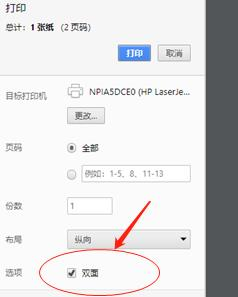 打印
总计：1 张纸 (2 页码)
打印 取消
目标打印机 NPIA5DCE0 (HP LaserJe...
更改...
页码 全部
例如：1-5、8、11-13
份数 1
布局 纵向
选项 双面